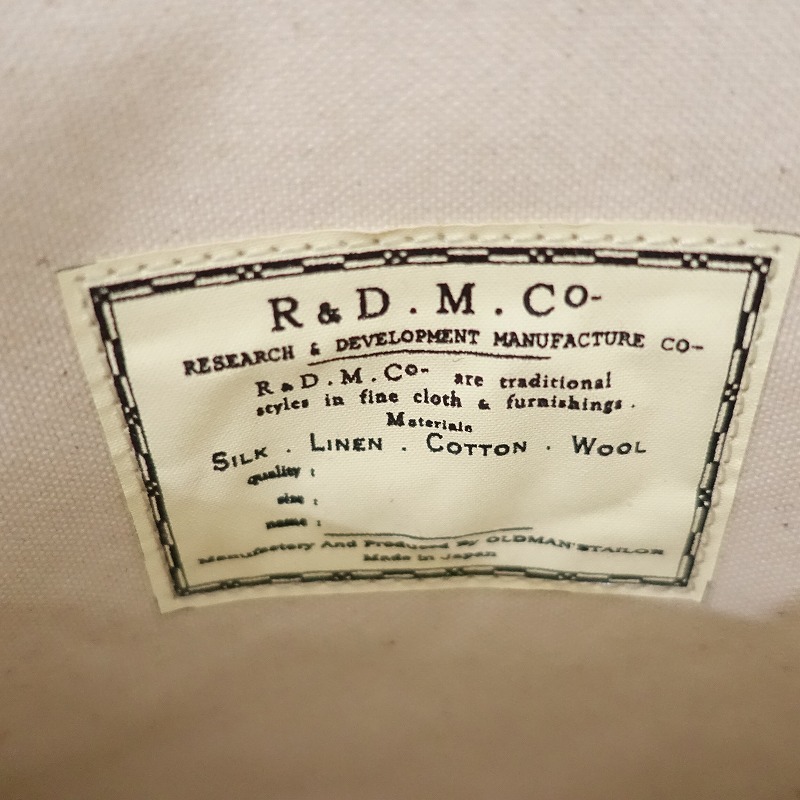 R & D . M . Co-
RESEARCH & DEVELOPMENT MANUFACTURE CO-
R & D . M . Co- are traditional
styles in fine cloth & furnishings .
Materials
SILK . LINEN . COTTON . WOOL
quality :
size :
name :
Manufactory And Produced By OLDMAN'STAILOR
Made in Japan